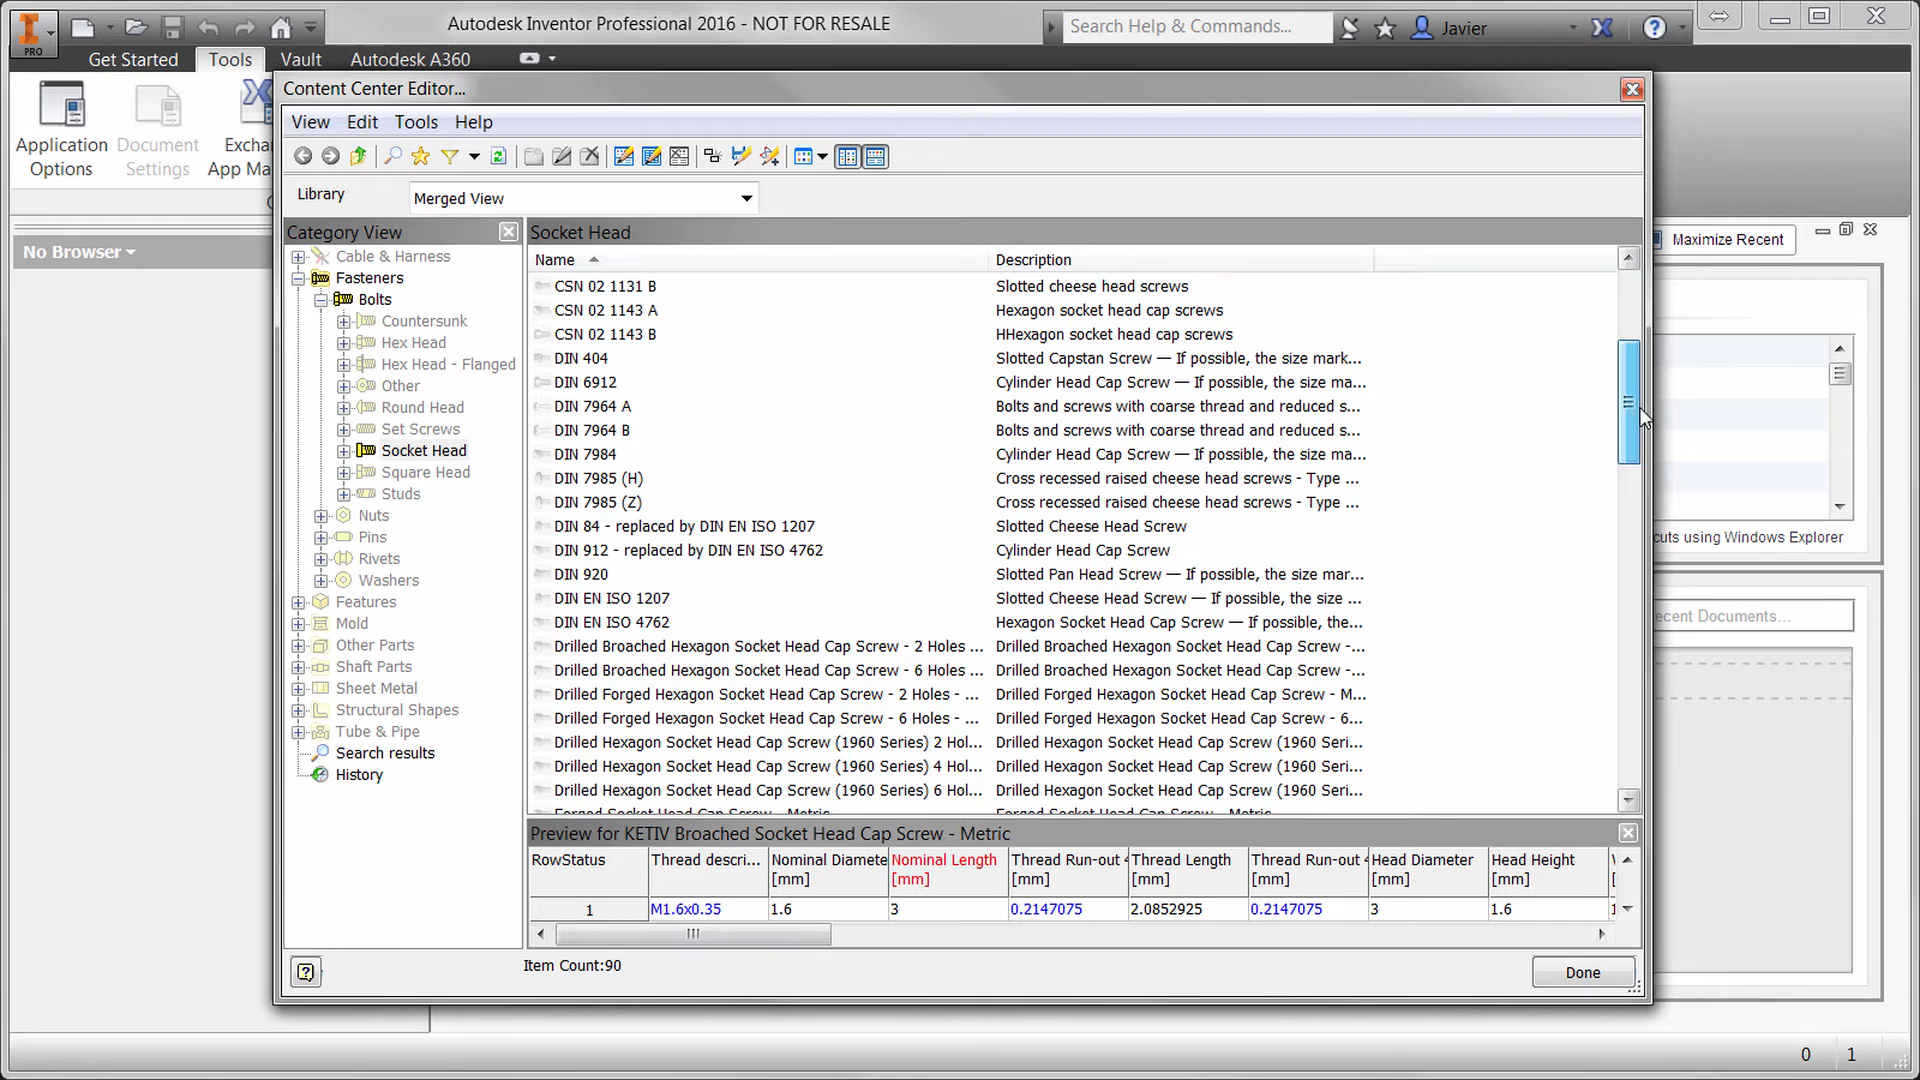 Autodesk Inventor Professional 2016 - NOT FOR RESALE
Search Help & Commands...
Javier
PRO
Get Started
Tools
Vault
Autodesk A360
Application Options
Document Settings
Excha
App Ma
Content Center Editor...
View Edit Tools Help
Library
Merged View
No Browser
Maximize Recent
cuts using Windows Explorer
ecent Documents...
Category View
Cable & Harness
Fasteners
Bolts
Countersunk
Hex Head
Hex Head - Flanged
Other
Round Head
Set Screws
Socket Head
Square Head
Studs
Nuts
Pins
Rivets
Washers
Features
Mold
Other Parts
Shaft Parts
Sheet Metal
Structural Shapes
Tube & Pipe
Search results
History
Socket Head
Name Description
CSN 02 1131 B Slotted cheese head screws
CSN 02 1143 A Hexagon socket head cap screws
CSN 02 1143 B HHexagon socket head cap screws
DIN 404 Slotted Capstan Screw — If possible, the size mark...
DIN 6912 Cylinder Head Cap Screw — If possible, the size ma...
DIN 7964 A Bolts and screws with coarse thread and reduced s...
DIN 7964 B Bolts and screws with coarse thread and reduced s...
DIN 7984 Cylinder Head Cap Screw — If possible, the size ma...
DIN 7985 (H) Cross recessed raised cheese head screws - Type ...
DIN 7985 (Z) Cross recessed raised cheese head screws - Type ...
DIN 84 - replaced by DIN EN ISO 1207 Slotted Cheese Head Screw
DIN 912 - replaced by DIN EN ISO 4762 Cylinder Head Cap Screw
DIN 920 Slotted Pan Head Screw — If possible, the size mar...
DIN EN ISO 1207 Slotted Cheese Head Screw — If possible, the size ...
DIN EN ISO 4762 Hexagon Socket Head Cap Screw — If possible, the...
Drilled Broached Hexagon Socket Head Cap Screw - 2 Holes ... Drilled Broached Hexagon Socket Head Cap Screw -...
Drilled Broached Hexagon Socket Head Cap Screw - 6 Holes ... Drilled Broached Hexagon Socket Head Cap Screw -...
Drilled Forged Hexagon Socket Head Cap Screw - 2 Holes - ... Drilled Forged Hexagon Socket Head Cap Screw - M...
Drilled Forged Hexagon Socket Head Cap Screw - 6 Holes - ... Drilled Forged Hexagon Socket Head Cap Screw - 6...
Drilled Hexagon Socket Head Cap Screw (1960 Series) 2 Hol... Drilled Hexagon Socket Head Cap Screw (1960 Seri...
Drilled Hexagon Socket Head Cap Screw (1960 Series) 4 Hol... Drilled Hexagon Socket Head Cap Screw (1960 Seri...
Drilled Hexagon Socket Head Cap Screw (1960 Series) 6 Hol... Drilled Hexagon Socket Head Cap Screw (1960 Seri...
Forged Socket Head Cap Screw - Metric Forged Socket Head Cap Screw - Metric
Preview for KETIV Broached Socket Head Cap Screw - Metric
RowStatus Thread descri... Nominal Diamete Nominal Length Thread Run-out Thread Length Thread Run-out Head Diameter Head Height
[mm] [mm] [mm] [mm] [mm] [mm] [mm]
1 M1.6x0.35 1.6 3 0.2147075 2.0852925 0.2147075 3 1.6
Item Count:90
Done
0 1